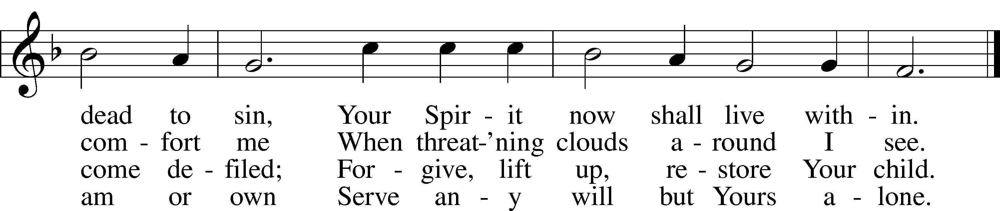 dead to sin, Your Spir - it now shall live with - in.
com - fort me When threat-’ning clouds a - round I see.
come de - filed; For - give, lift up, re - store Your child.
am or own Serve an - y will but Yours a - lone.